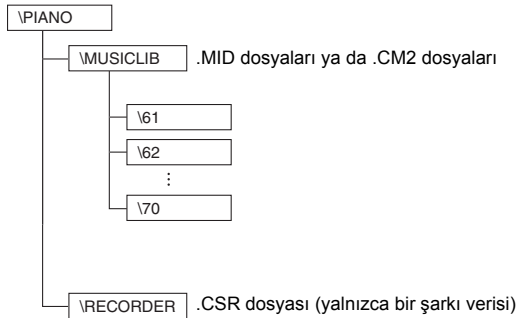 \PIANO
\MUSICLIB .MID dosyaları ya da .CM2 dosyaları
\61
\62
⋮
\70
\RECORDER .CSR dosyası (yalnızca bir şarkı verisi)